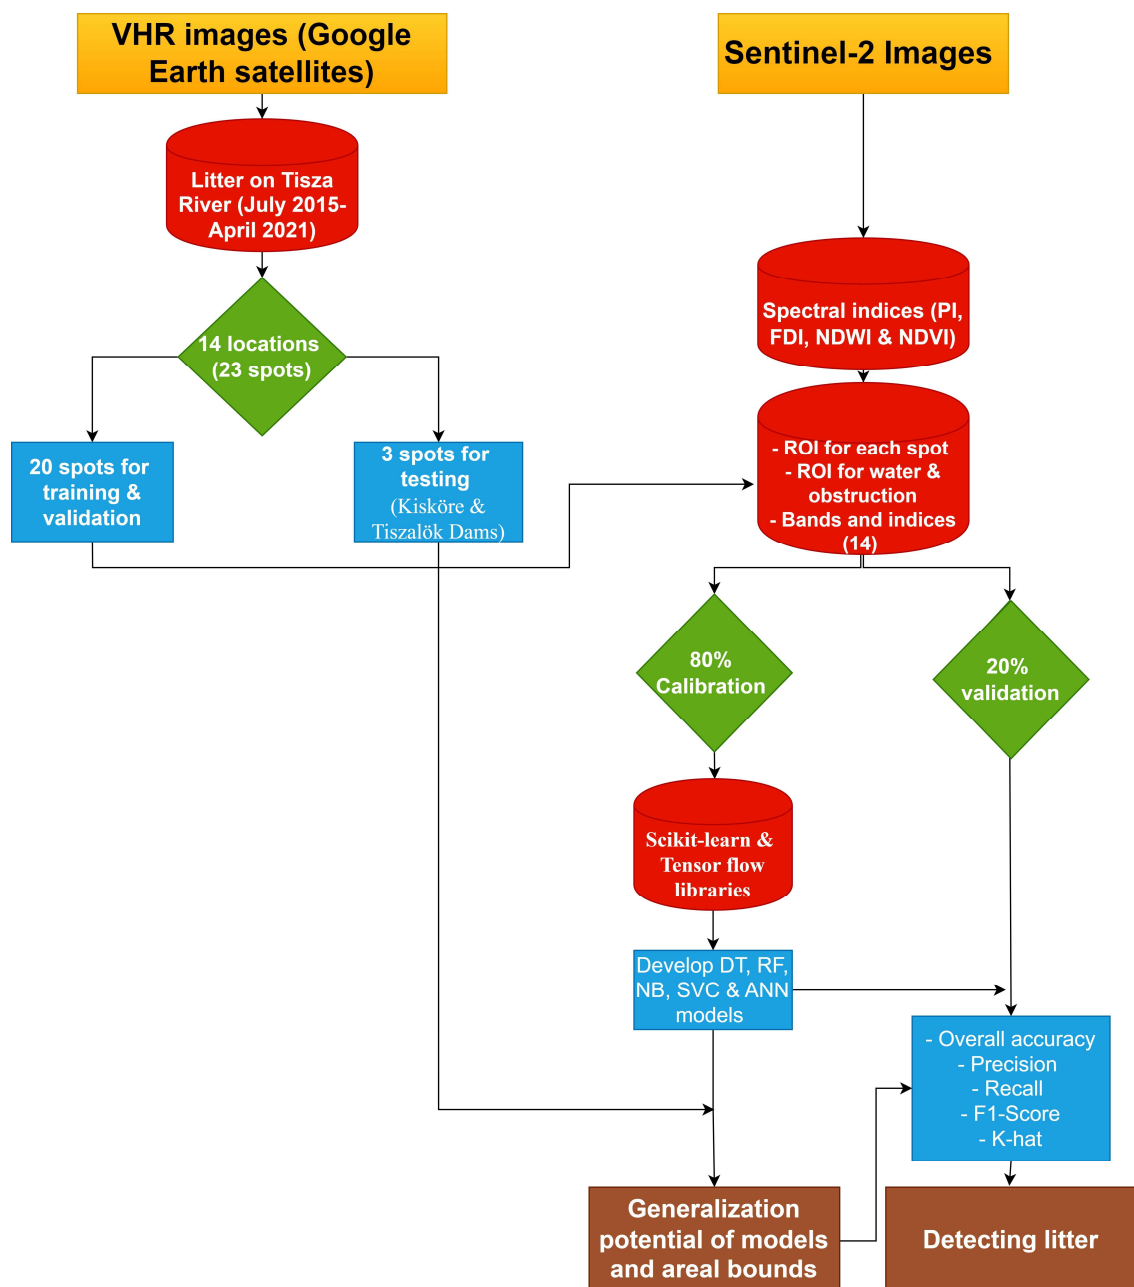 VHR images (Google
Earth satellites)
Sentinel-2 Images
Litter on Tisza
River (July 2015-
April 2021)
Spectral indices (PI,
FDI, NDWI & NDVI)
14 locations
(23 spots)
- ROI for each spot
- ROI for water &
obstruction
- Bands and indices
(14)
20 spots for
training &
validation
3 spots for
testing
(Kisköre &
Tiszalök Dams)
80%
Calibration
20%
validation
Scikit-learn &
Tensor flow
libraries
Develop DT, RF,
NB, SVC & ANN
models
- Overall accuracy
- Precision
- Recall
- F1-Score
- K-hat
Generalization
potential of models
and areal bounds
Detecting litter